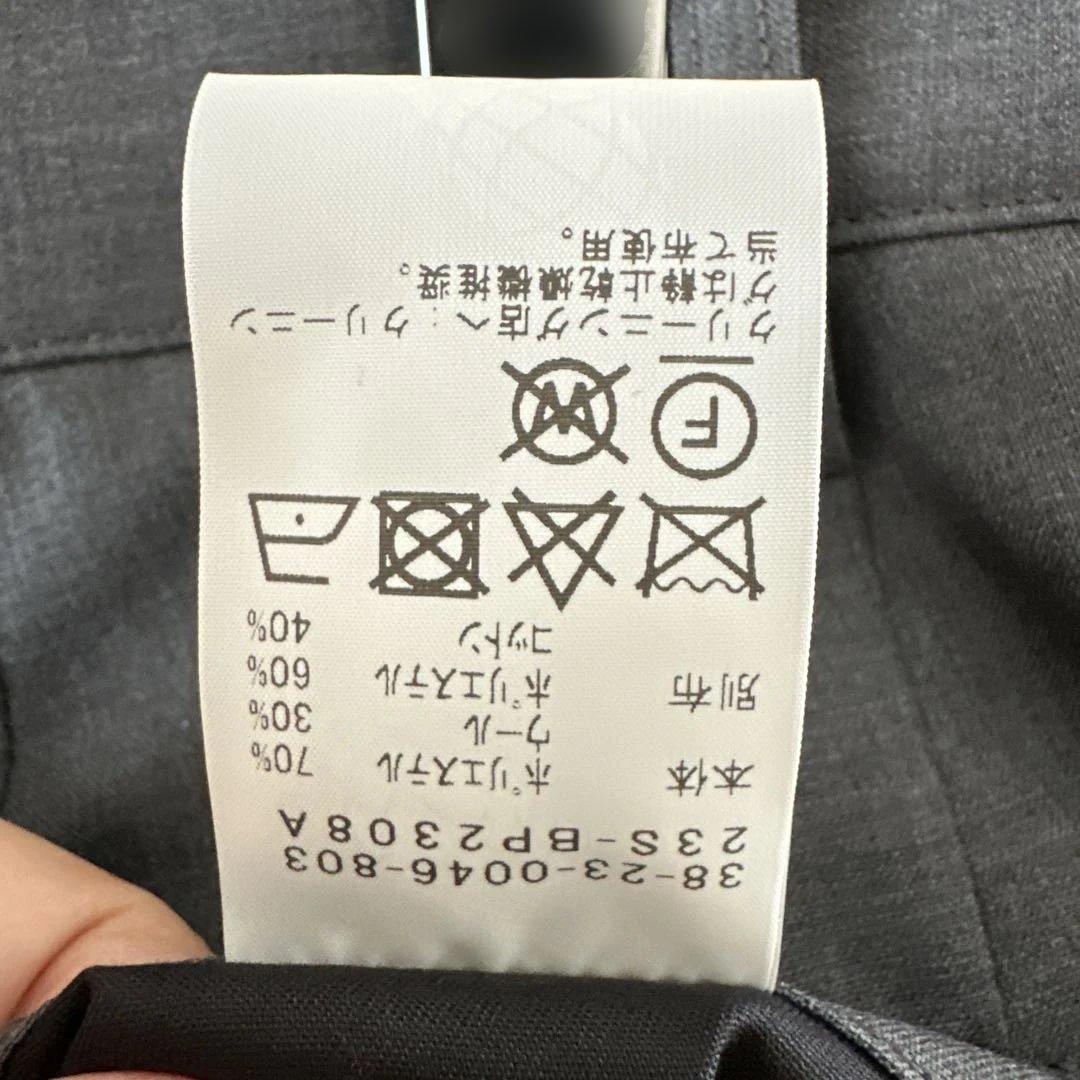 38-23-0046-803
23S-BP2308A
本体 ポリエステル 70%
ウール 30%
別布 ポリエステル 60%
コットン 40%
F W
クリーニング店へ:クリーニン
グは静止乾燥機推奨。
当て布使用。